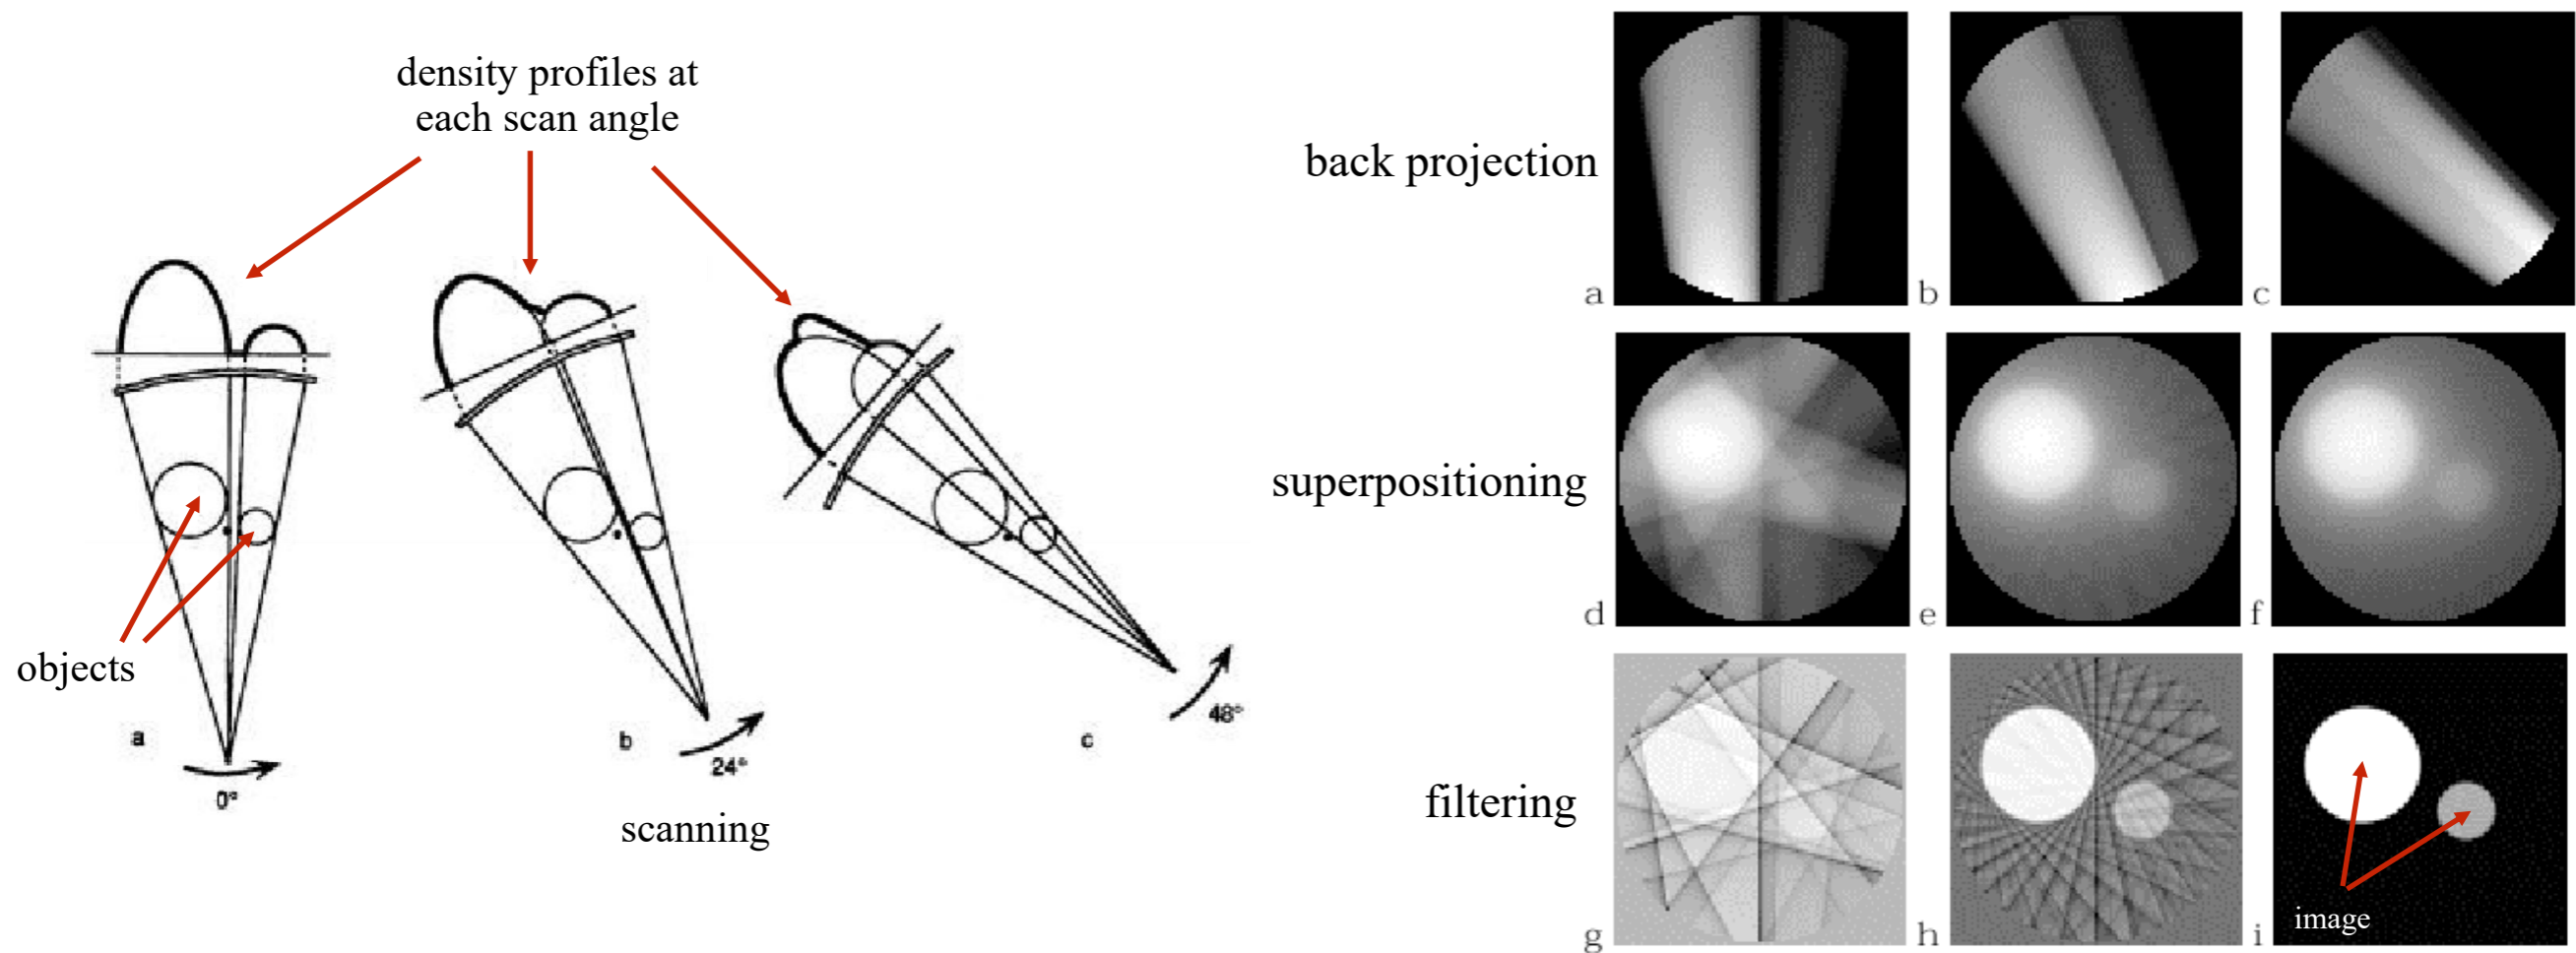 density profiles at
each scan angle
objects
a
0°
b
24°
c
48°
scanning
back projection
a
b
c
superpositioning
d
e
f
filtering
g
h
i
image